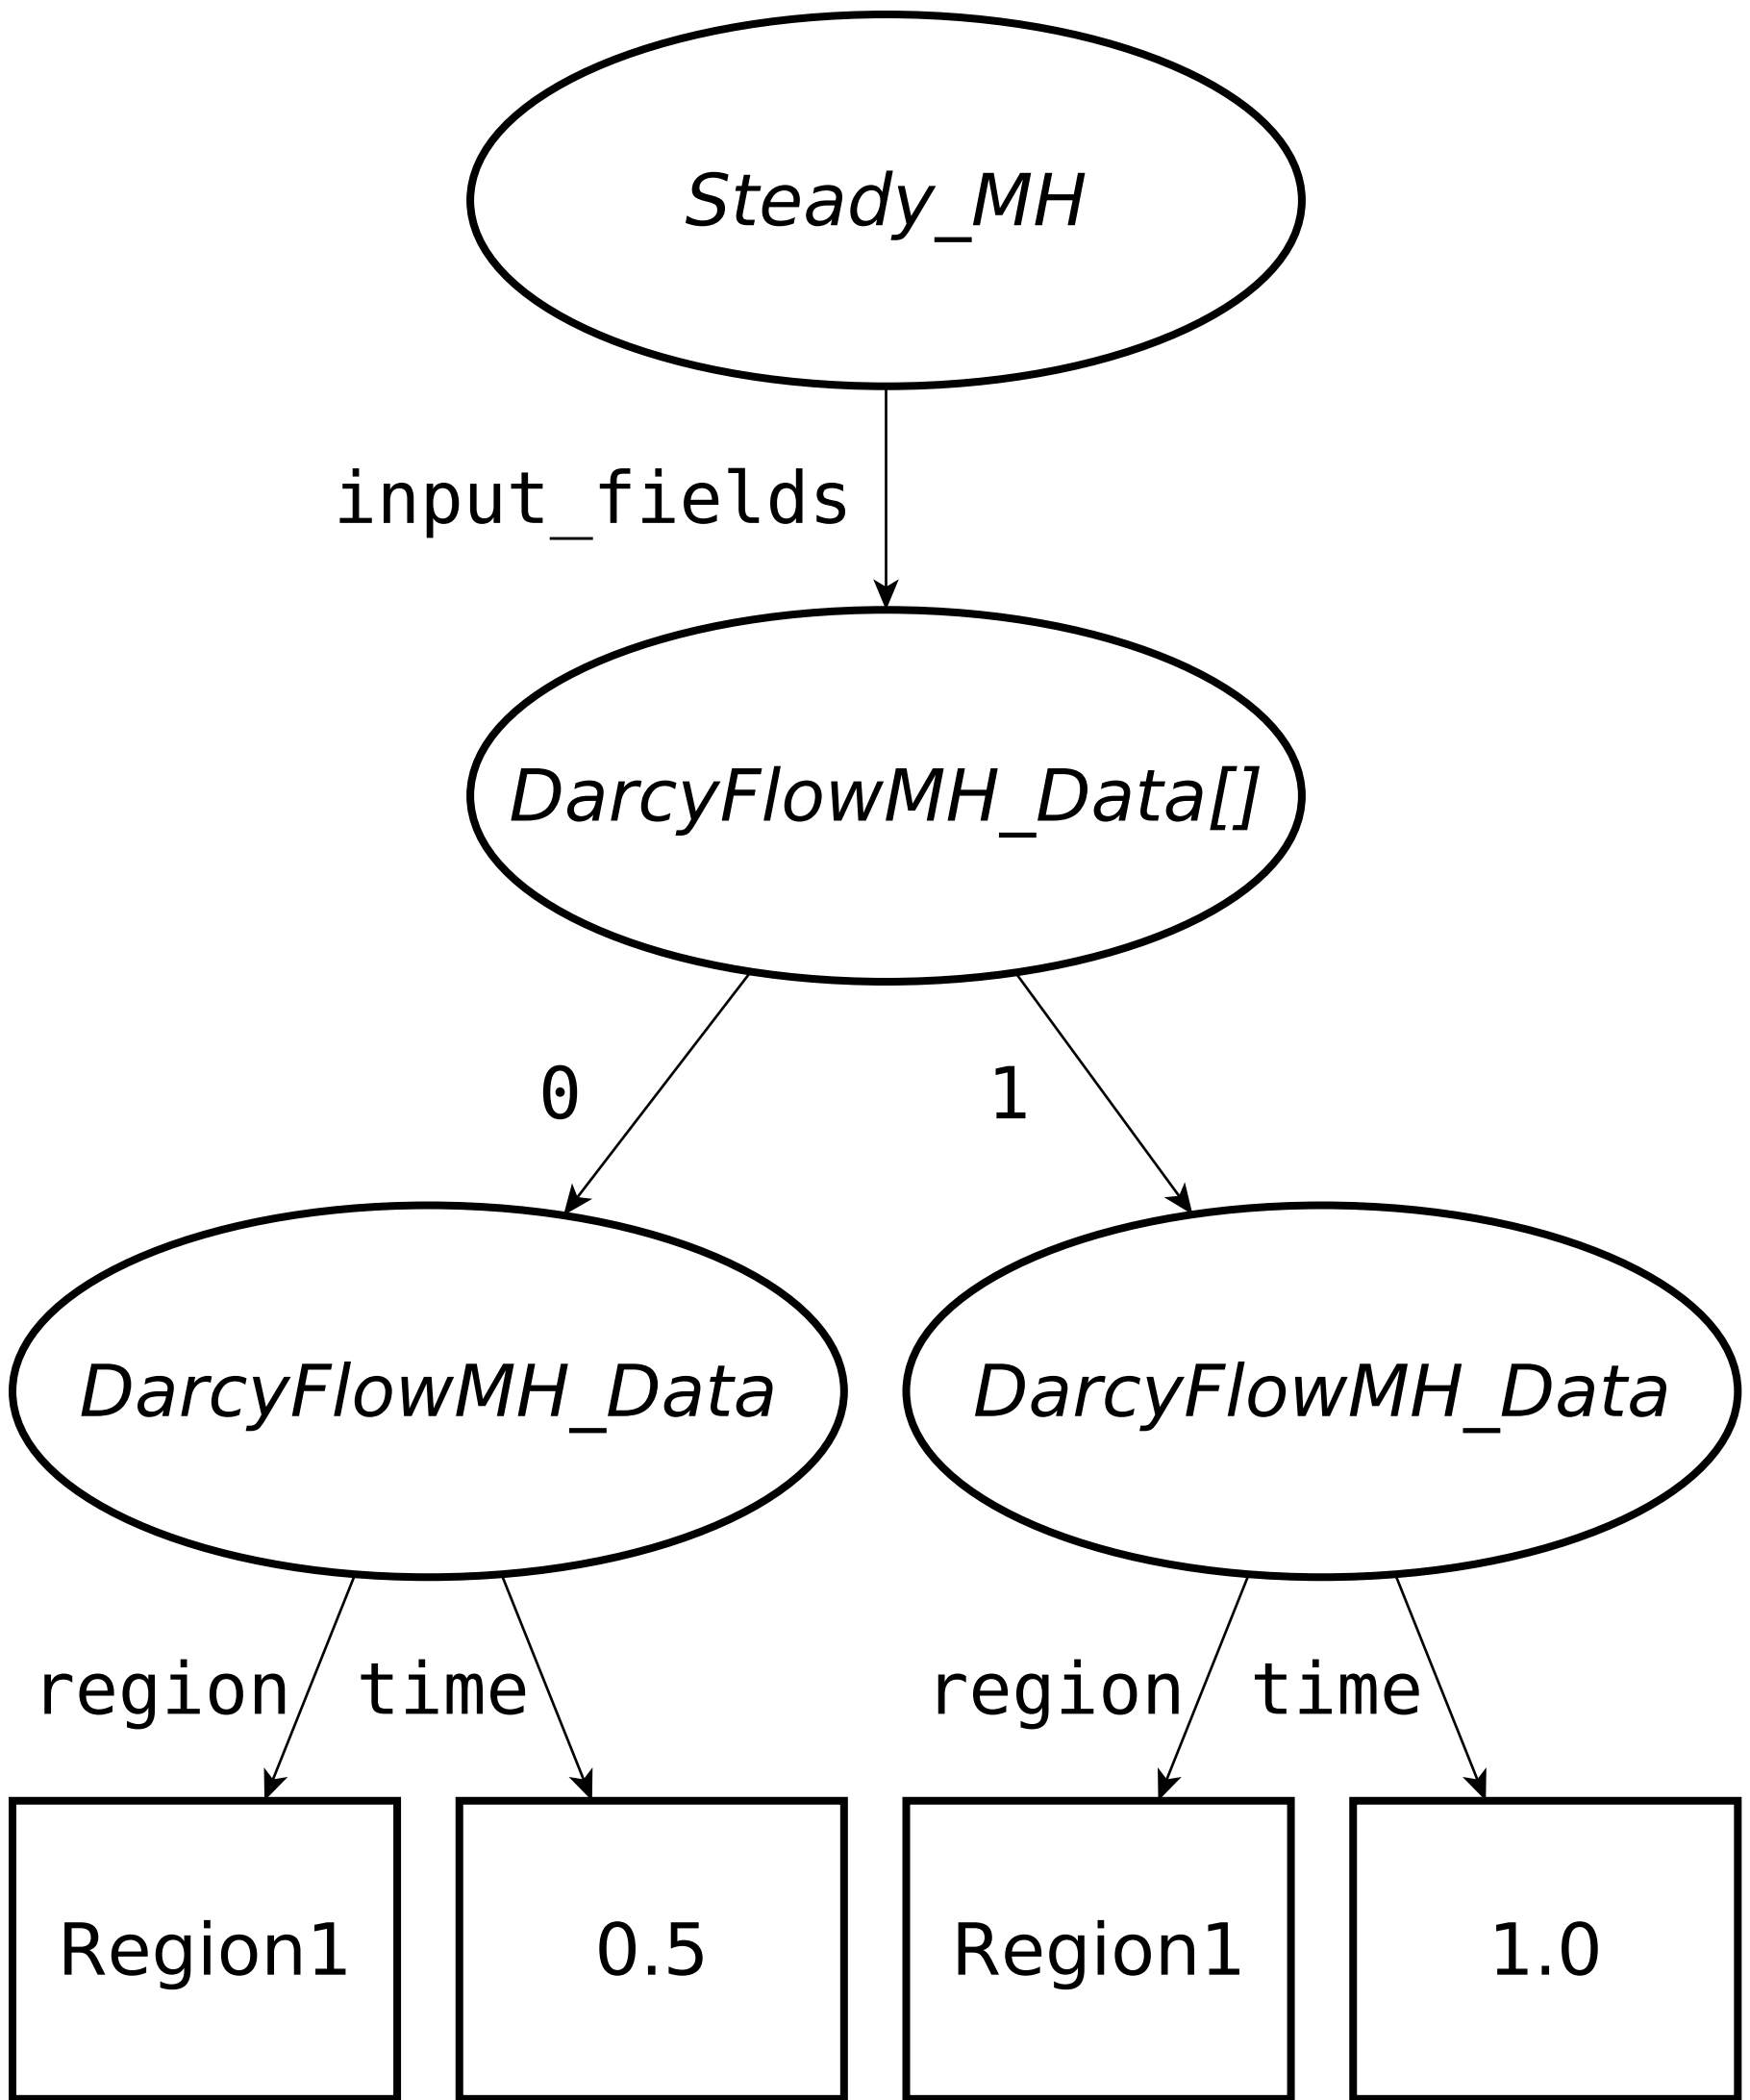 Steady_MH
input_fields
DarcyFlowMH_Data[]
0
1
DarcyFlowMH_Data
DarcyFlowMH_Data
region
time
region
time
Region1
0.5
Region1
1.0